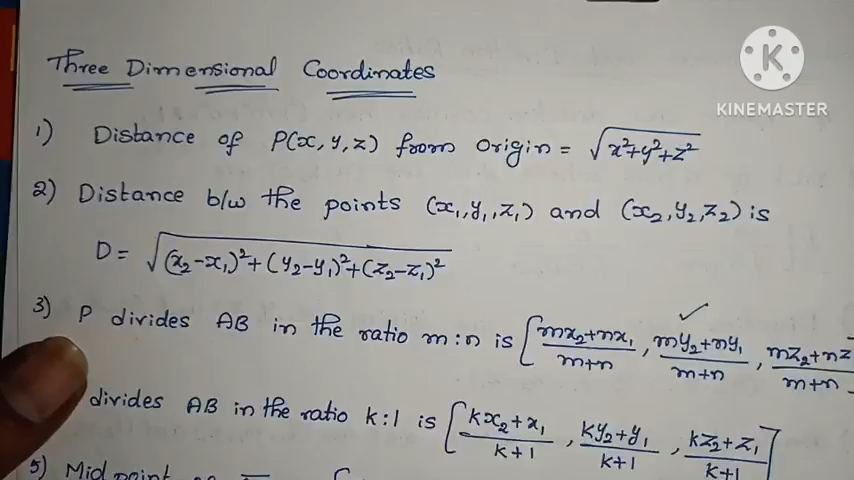 Three Dimensional Coordinates
K
KINEMASTER
1) Distance of P(x, y, z) from origin = √x²+y²+z²
2) Distance b/w the points (x₁, y₁, z₁) and (x₂, y₂, z₂) is
D = √(x₂-x₁)²+(y₂-y₁)²+(z₂-z₁)²
3) P divides AB in the ratio m:n is [mx₂+nx₁/m+n, my₂+ny₁/m+n, mz₂+nz/m+n
divides AB in the ratio k:1 is [kx₂+x₁/k+1, ky₂+y₁/k+1, kz₂+z₁/k+1]
5) Midpoint